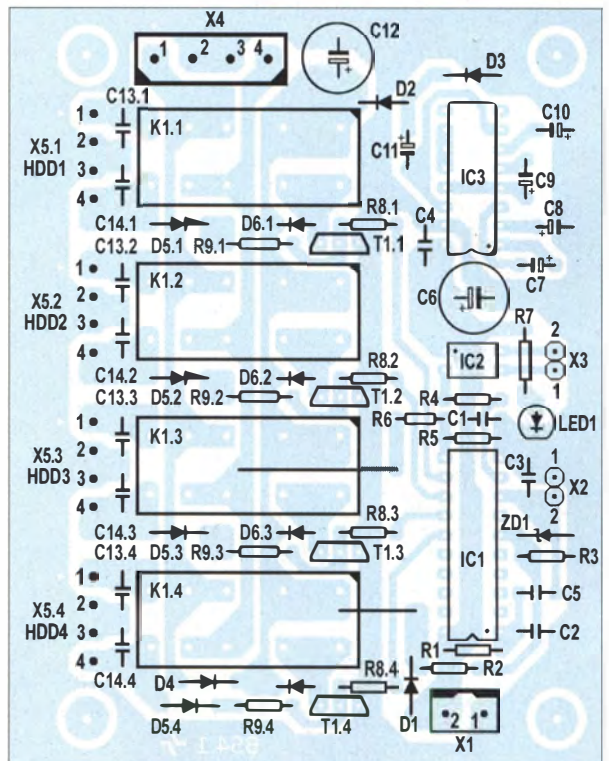 X4
1 2 3 4
C12
D3
C13.1
D2
1
K1.1
C10
X5.1
HDD1
2
C11
IC3
C9
3
4
C4
C8
C14.1
D6.1
R8.1
C13.2
D5.1
R9.1
T1.1
C7
1
K1.2
C6
X5.2
HDD2
2
R7
2
3
IC2
X3
4
R8.2
1
C14.2
D6.2
R4
C13.3
D5.2
R9.2
T1.2
R6
C1
LED1
1
K1.3
R5
X5.3
HDD3
2
C3
1
3
X2
4
R8.3
2
C14.3
D6.3
ZD1
C13.4
D5.3
R9.3
T1.3
IC1
R3
1
K1.4
X5.4
HDD4
2
C5
3
C2
4
R1
C14.4
D4
R8.4
R2
D5.4
R9.4
T1.4
D1
2 1
X1